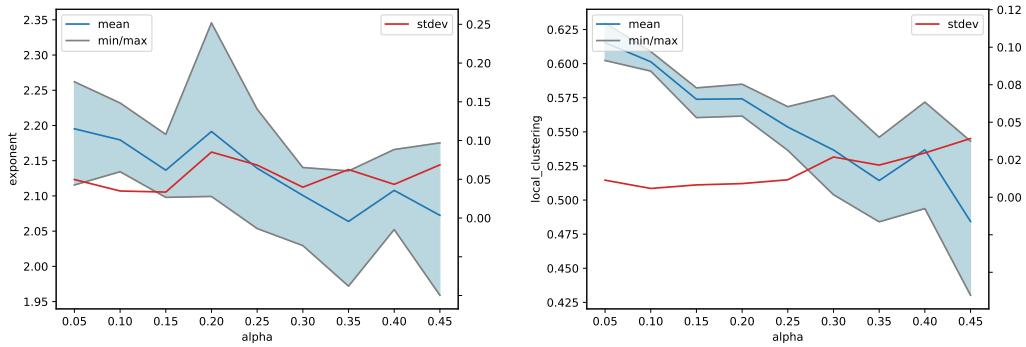 mean
min/max
stdev
2.35
2.30
2.25
2.20
2.15
2.10
2.05
2.00
1.95
exponent
0.25
0.20
0.15
0.10
0.05
0.00
0.05 0.10 0.15 0.20 0.25 0.30 0.35 0.40 0.45
alpha
mean
min/max
stdev
0.625
0.600
0.575
0.550
0.525
0.500
0.475
0.450
0.425
local_clustering
0.12
0.10
0.08
0.05
0.02
0.00
0.05 0.10 0.15 0.20 0.25 0.30 0.35 0.40 0.45
alpha